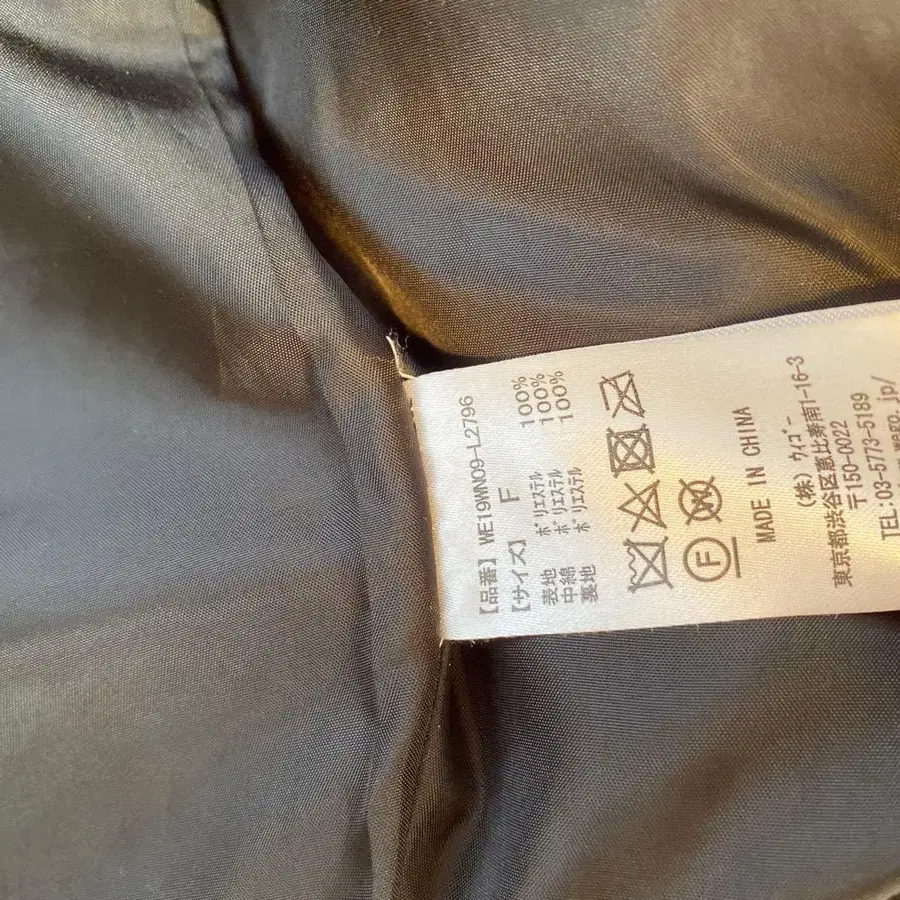 【品番】WE19WN09-L2796
【サイズ】 F
表地 ポリエステル 100%
中綿 ポリエステル 100%
裏地 ポリエステル 100%
F W
MADE IN CHINA
(株)ウイゴー
東京都渋谷区恵比寿南1-16-3
〒150-0022
TEL:03-5773-5189